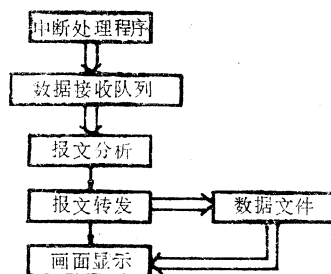 中断处理程序
数据接收队列
报文分析
报文转发
数据文件
画面显示